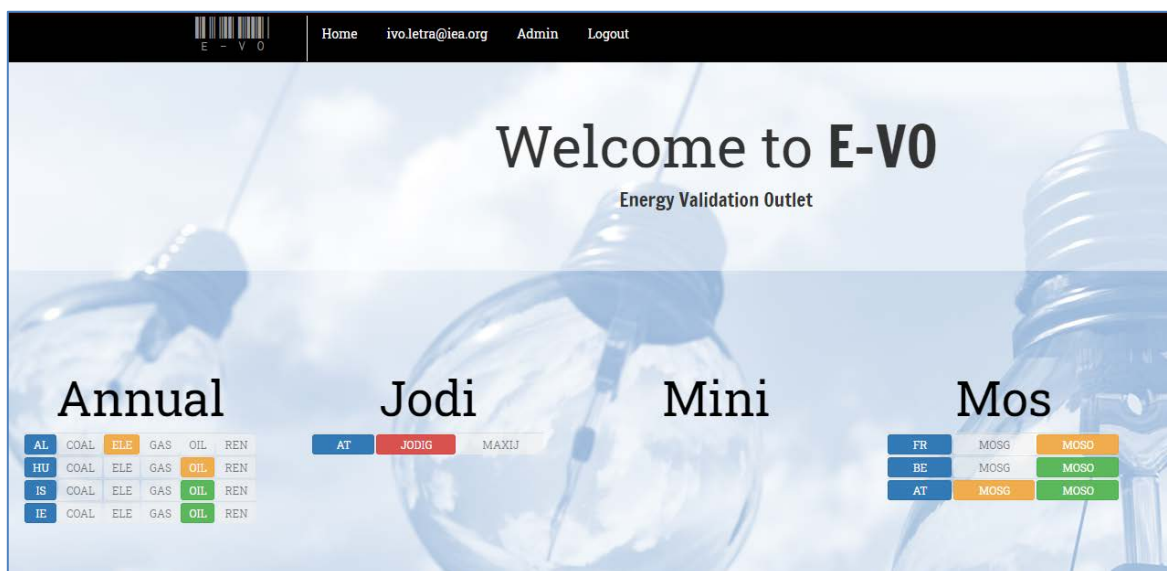 E - V O
Home ivo.letra@iea.org Admin Logout
Welcome to E-VO
Energy Validation Outlet
Annual
AL COAL ELE GAS OIL REN
HU COAL ELE GAS OIL REN
IS COAL ELE GAS OIL REN
IE COAL ELE GAS OIL REN
Jodi
AT JODIG MAXIJ
Mini
Mos
FR MOSG MOSO
BE MOSG MOSO
AT MOSG MOSO